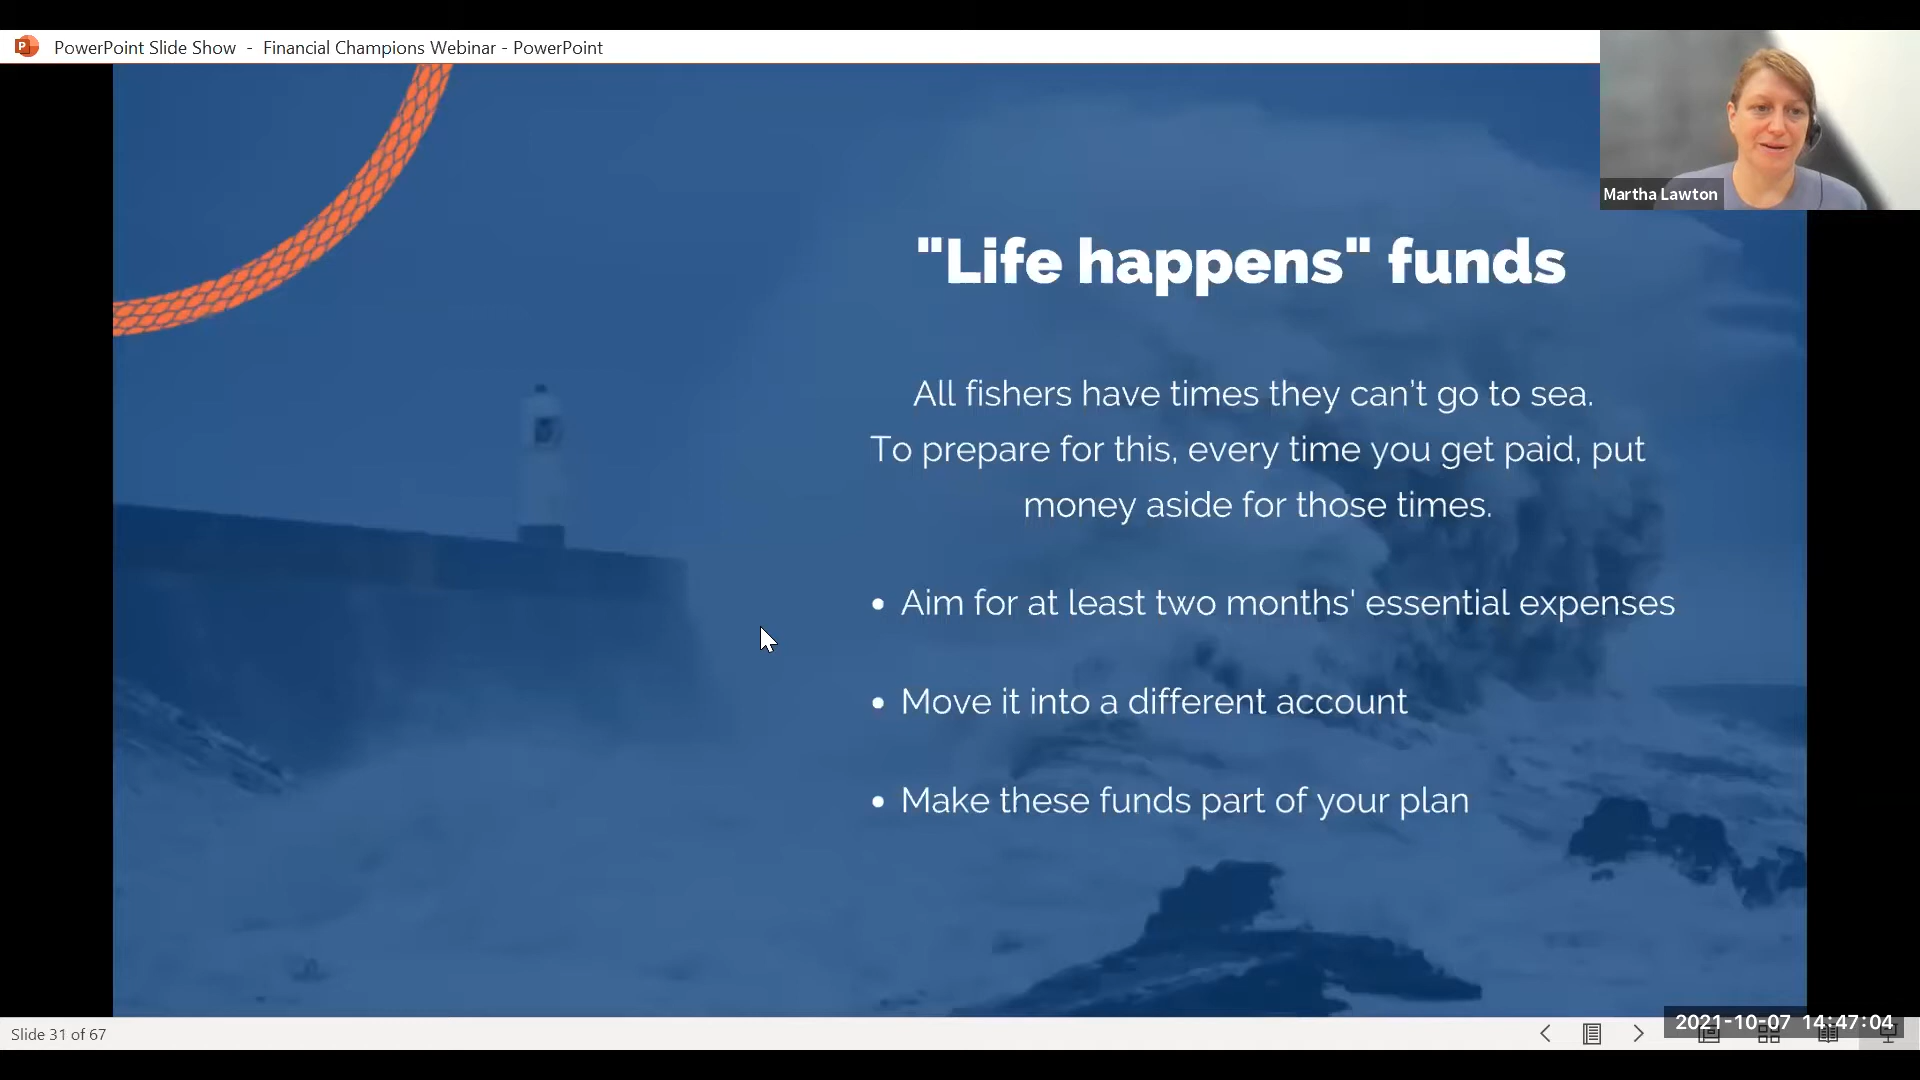 PowerPoint Slide Show - Financial Champions Webinar - PowerPoint
Martha Lawton
"Life happens" funds
All fishers have times they can't go to sea.
To prepare for this, every time you get paid, put
money aside for those times.
• Aim for at least two months' essential expenses
• Move it into a different account
• Make these funds part of your plan
Slide 31 of 67
2021-10-07 14:47:04